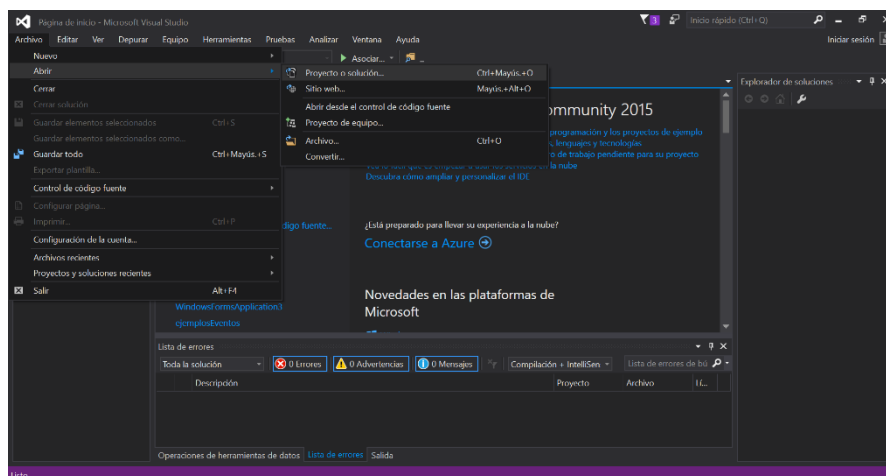 Página de inicio - Microsoft Visual Studio
3
Inicio rápido (Ctrl+Q)
Archivo Editar Ver Depurar Equipo Herramientas Pruebas Analizar Ventana Ayuda
Iniciar sesión
Asociar...
Nuevo
Abrir
Cerrar
Cerrar solución
Guardar elementos seleccionados Ctrl+S
Guardar elementos seleccionados como...
Guardar todo Ctrl+Mayús.+S
Exportar plantilla...
Control de código fuente
Configurar página...
Imprimir... Ctrl+P
Configuración de la cuenta...
Archivos recientes
Proyectos y soluciones recientes
Salir Alt+F4
Proyecto o solución... Ctrl+Mayús.+O
Sitio web... Mayús.+Alt+O
Abrir desde el control de código fuente
Proyecto de equipo...
Archivo... Ctrl+O
Convertir...
Explorador de soluciones
mmunity 2015
programación y los proyectos de ejemplo
, lenguajes y tecnologías
o de trabajo pendiente para su proyecto
la nube
Descubra cómo ampliar y personalizar el IDE
digo fuente...
¿Está preparado para llevar su experiencia a la nube?
Conectarse a Azure
Novedades en las plataformas de
Microsoft
WindowsFormsApplication3
ejemplosEventos
Lista de errores
Toda la solución 0 Errores 0 Advertencias 0 Mensajes Compilación + IntelliSen Lista de errores de bú
Descripción Proyecto Archivo Lí...
Operaciones de herramientas de datos Lista de errores Salida
Listo